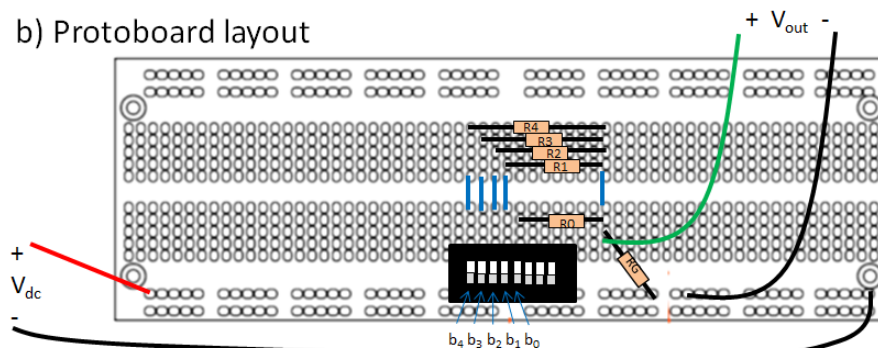 b) Protoboard layout
+ Vout -
R4
R3
R2
R1
R0
RG
+
Vdc
-
b4 b3 b2 b1 b0